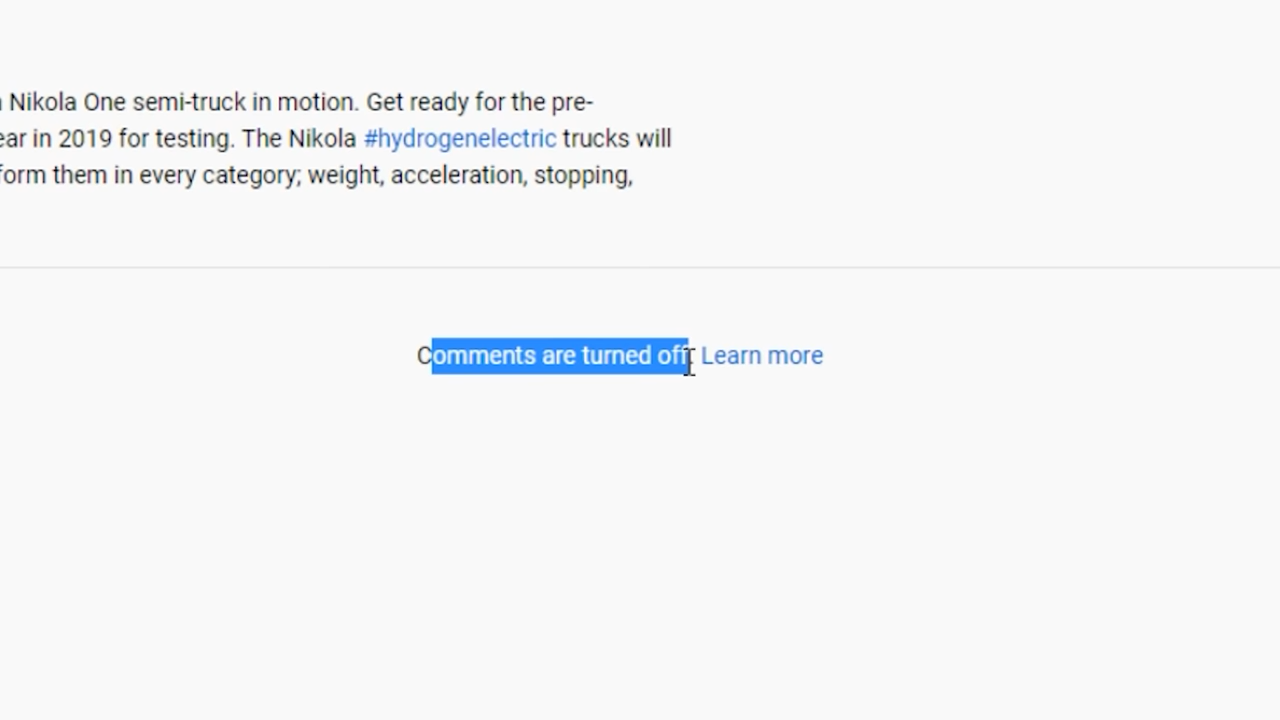 Nikola One semi-truck in motion. Get ready for the pre-
ear in 2019 for testing. The Nikola #hydrogenelectric trucks will
form them in every category; weight, acceleration, stopping,
Comments are turned off. Learn more